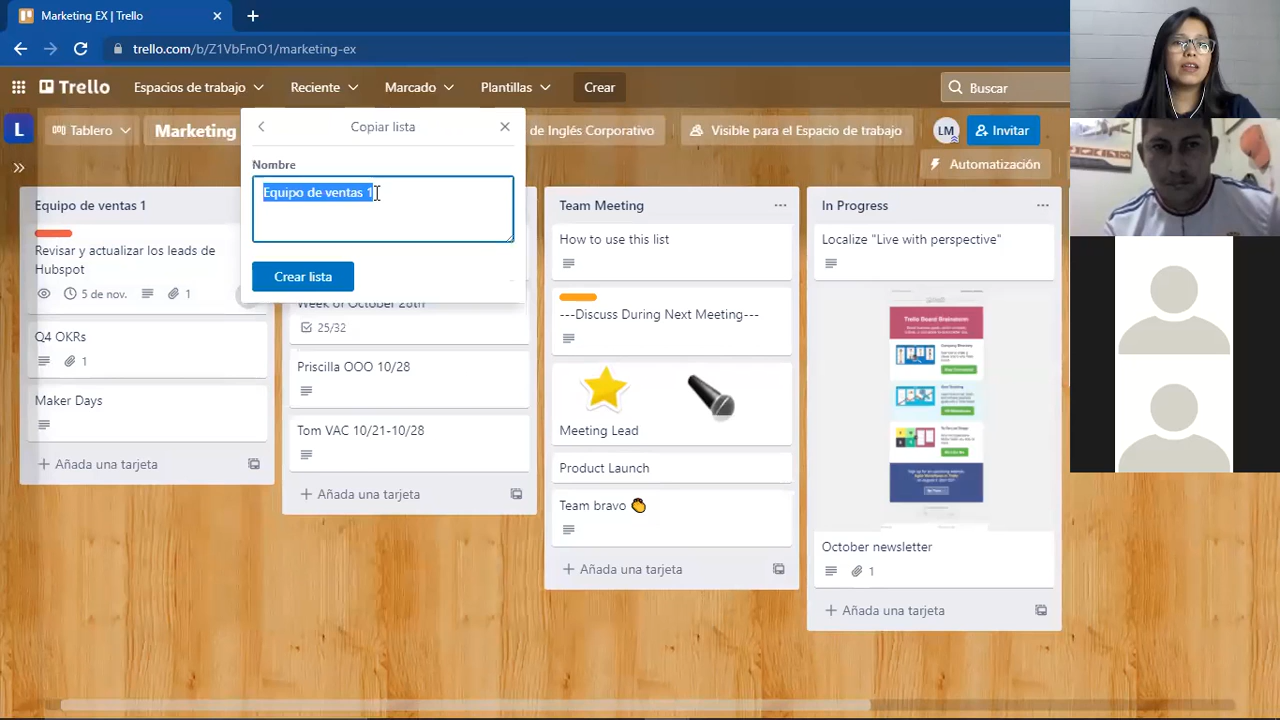 Marketing EX | Trello
trello.com/b/Z1VbFmO1/marketing-ex
Trello
Espacios de trabajo
Reciente
Marcado
Plantillas
Crear
Buscar
L
Tablero
Marketing
de Inglés Corporativo
Visible para el Espacio de trabajo
LM
Invitar
Automatización
Copiar lista
Nombre
Equipo de ventas 1
Crear lista
Equipo de ventas 1
Revisar y actualizar los leads de
Hubspot
5 de nov.
1
Q4 OKRs
1
Maker Days
Añada una tarjeta
Week of October 28th
25/32
Priscilla OOO 10/28
Tom VAC 10/21-10/28
Añada una tarjeta
Team Meeting
How to use this list
---Discuss During Next Meeting---
Meeting Lead
Product Launch
Team bravo
Añada una tarjeta
In Progress
Localize "Live with perspective"
Trello Board Brainstorm
October newsletter
1
Añada una tarjeta